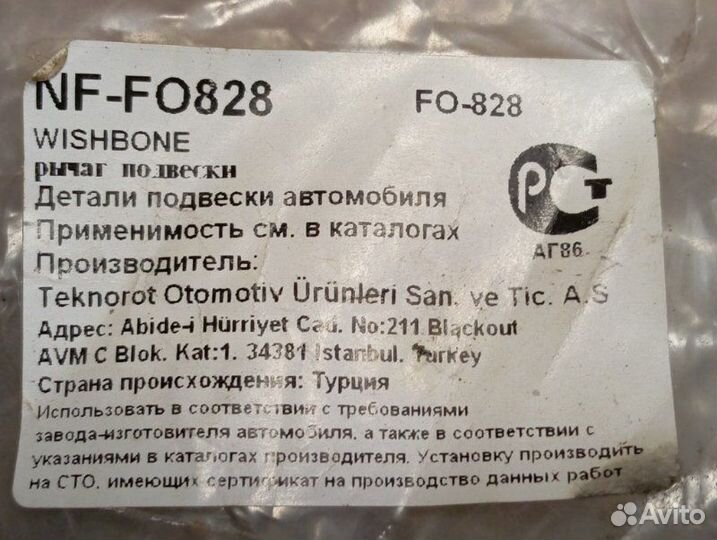 NF-FO828
FO-828
WISHBONE
рычаг подвески
Детали подвески автомобиля
Применимость см. в каталогах
Производитель:
РСТ
АГ86
Teknorot Otomotiv Ürünleri San. ve Tic. A.S
Адрес: Abide-i Hürriyet Cad. No:211 Blackout
AVM C Blok. Kat:1. 34381 Istanbul. Turkey
Страна происхождения: Турция
Использовать в соответствии с требованиями
завода-изготовителя автомобиля, а также в соответствии с
указаниями в каталогах производителя. Установку производить
на СТО, имеющих сертификат на производство данных работ
Avito